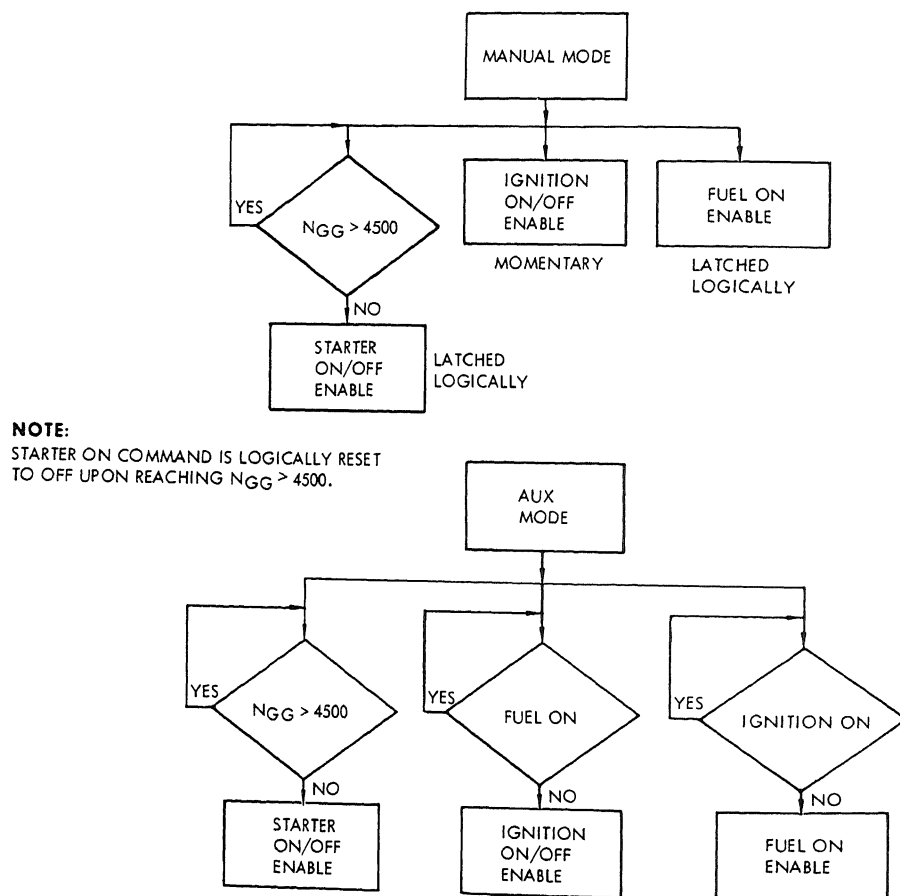 MANUAL MODE
YES
NGG > 4500
NO
STARTER
ON/OFF
ENABLE
LATCHED
LOGICALLY
IGNITION
ON/OFF
ENABLE
MOMENTARY
FUEL ON
ENABLE
LATCHED
LOGICALLY
NOTE:
STARTER ON COMMAND IS LOGICALLY RESET
TO OFF UPON REACHING NGG > 4500.
AUX
MODE
YES
NGG > 4500
NO
STARTER
ON/OFF
ENABLE
YES
FUEL ON
NO
IGNITION
ON/OFF
ENABLE
YES
IGNITION ON
NO
FUEL ON
ENABLE